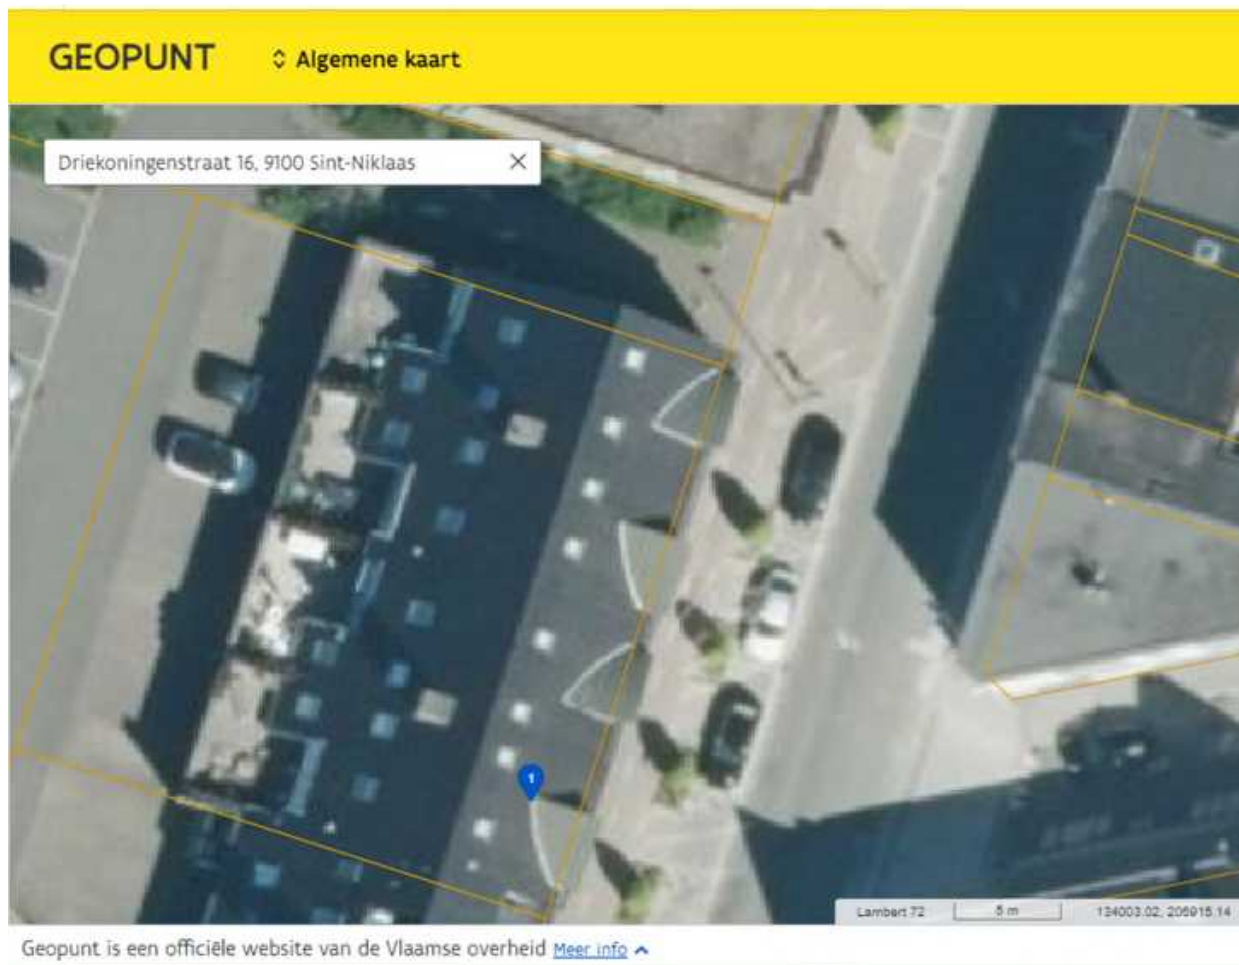 GEOPUNT
Algemene kaart
Driekoningenstraat 16, 9100 Sint-Niklaas
1
Lambert 72
5 m
134003.02, 206915.14
Geopunt is een officiële website van de Vlaamse overheid Meer info